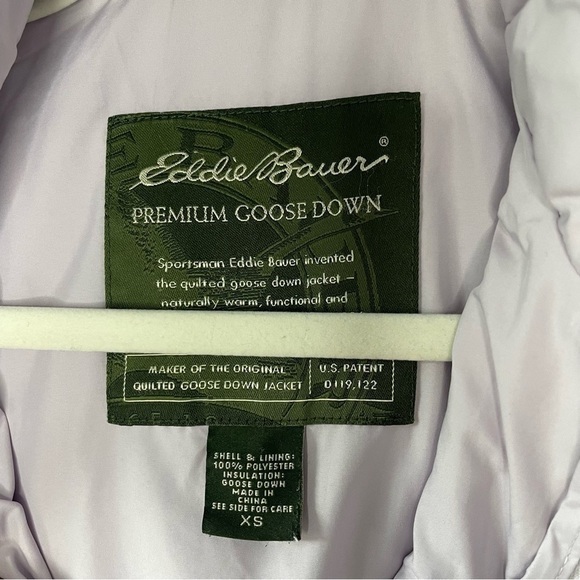 Eddie Bauer®
PREMIUM GOOSE DOWN
Sportsman Eddie Bauer invented
the quilted goose down jacket —
naturally warm, functional and
MAKER OF THE ORIGINAL
QUILTED GOOSE DOWN JACKET
U.S. PATENT
D119,122
SHELL & LINING:
100% POLYESTER
INSULATION:
GOOSE DOWN
MADE IN
CHINA
SEE SIDE FOR CARE
XS